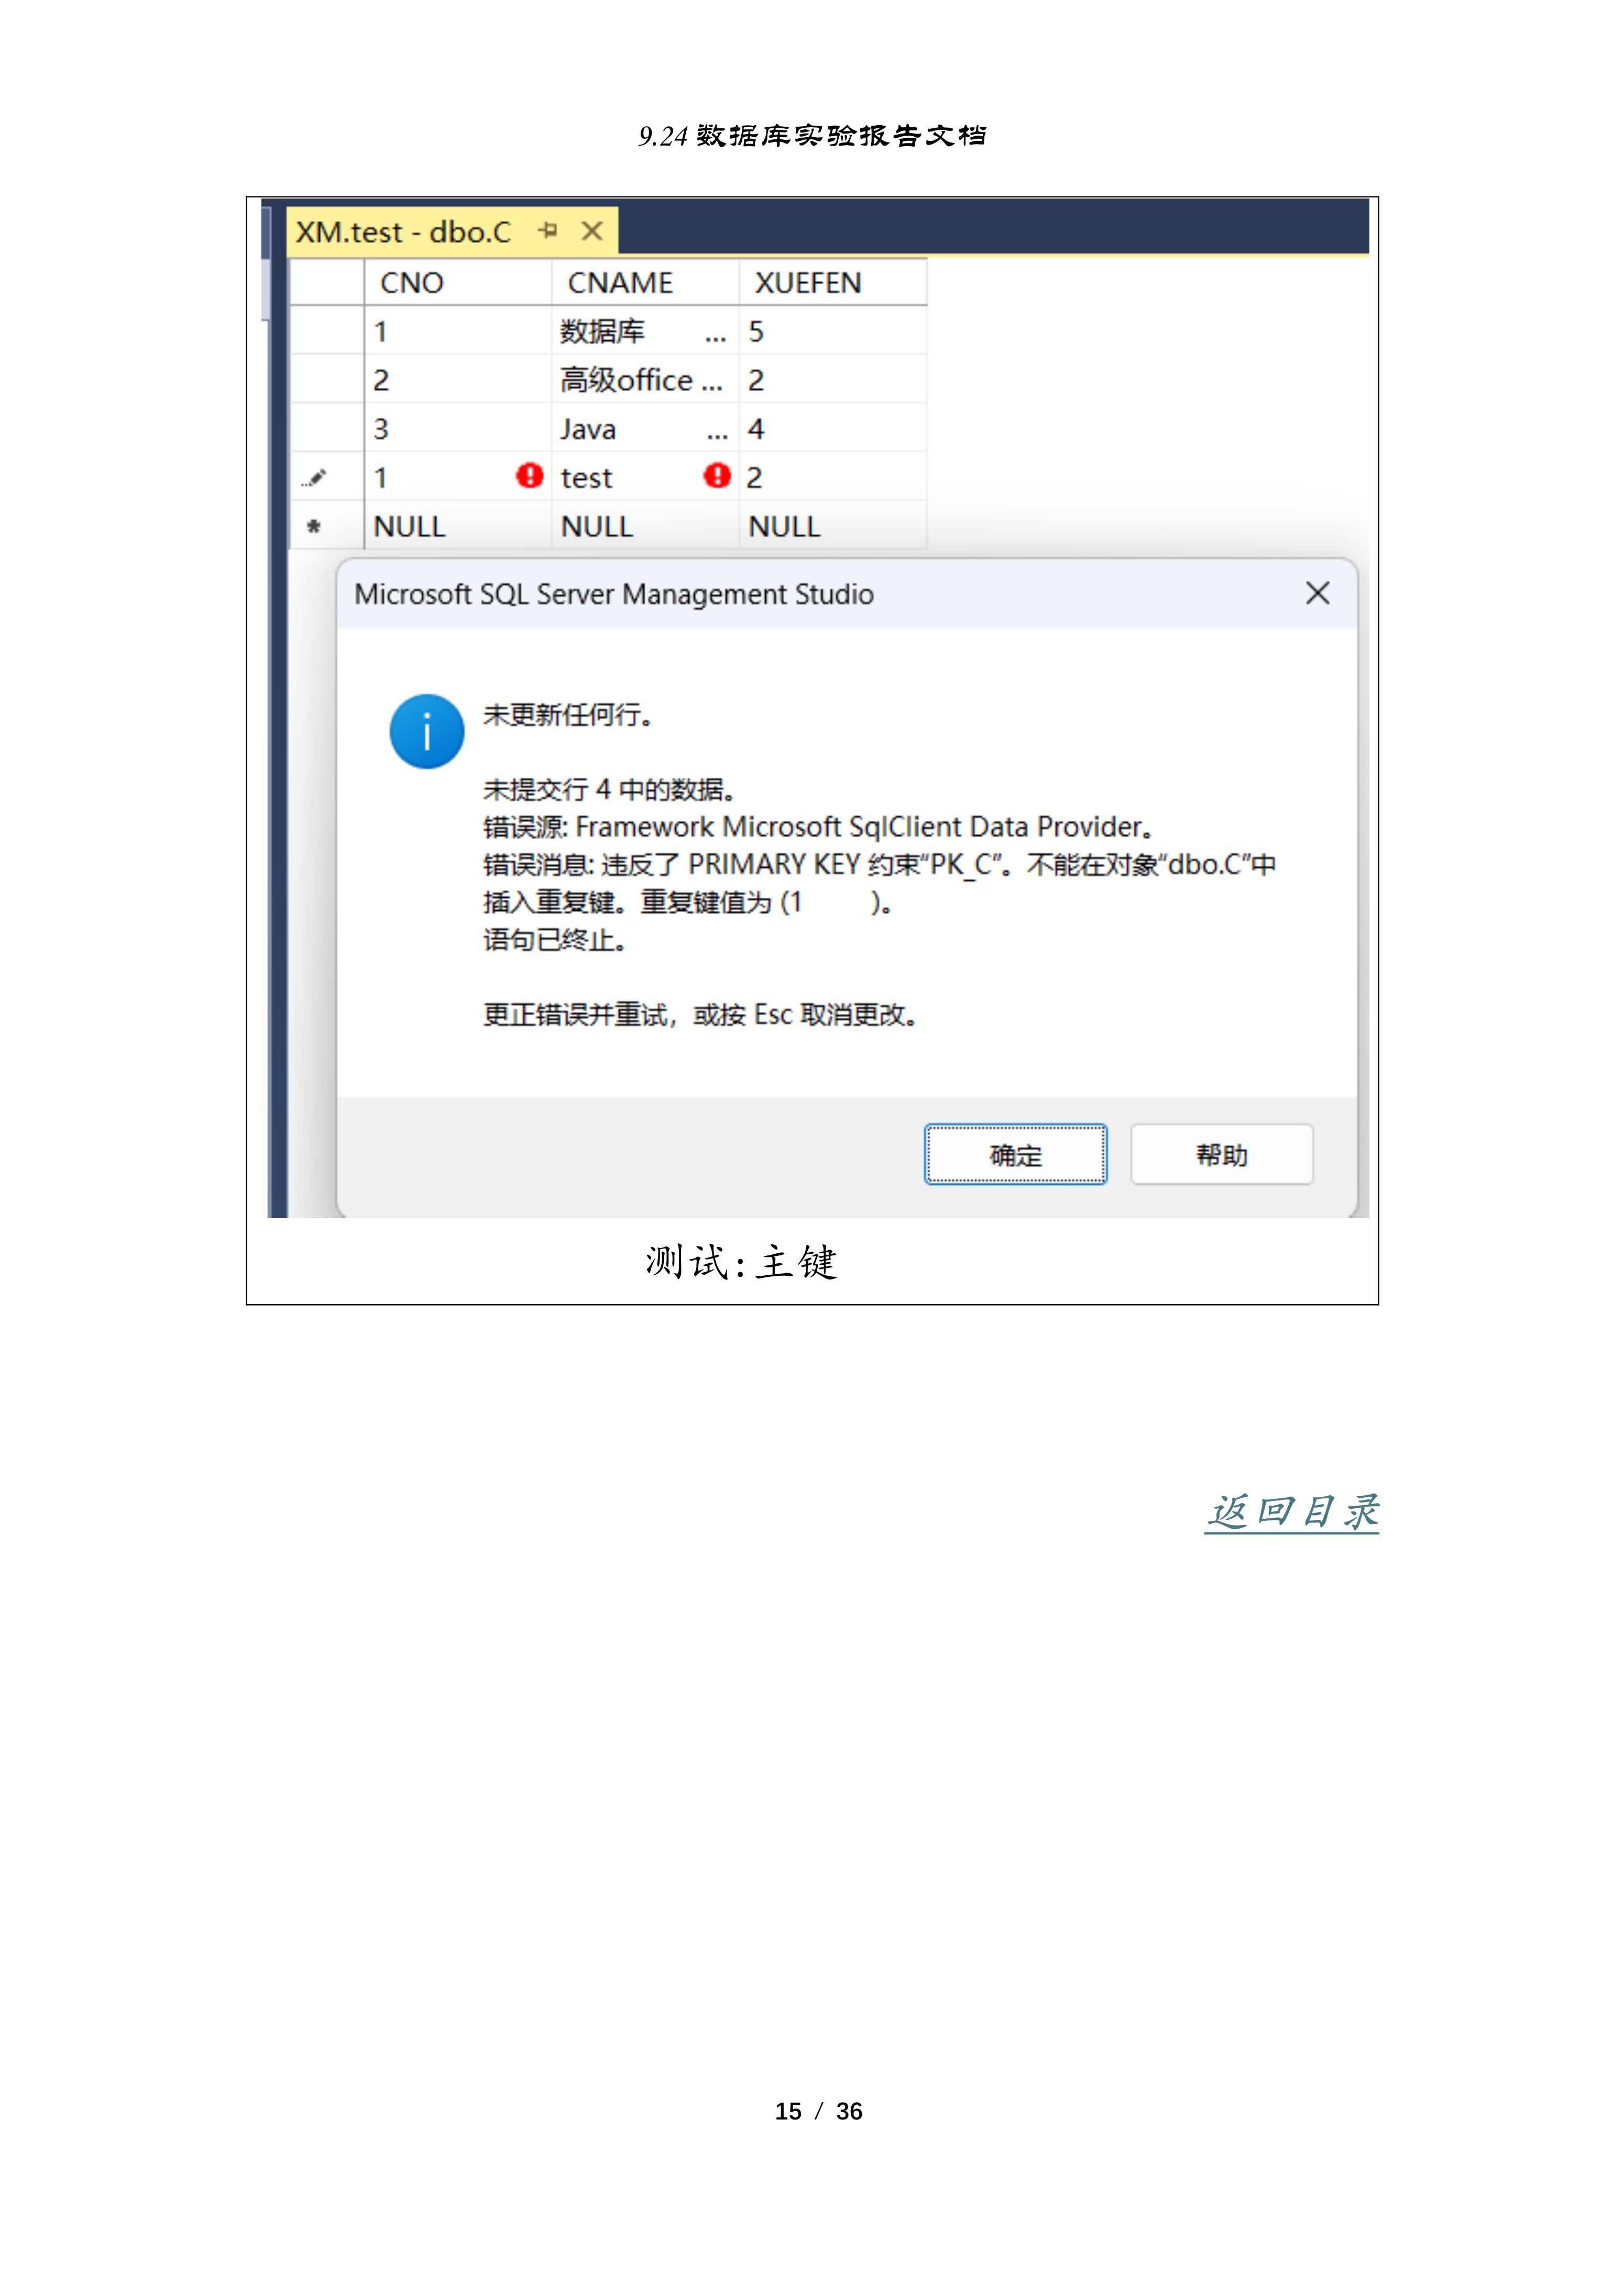 9.24 数据库实验报告文档
XM.test - dbo.C
CNO CNAME XUEFEN
1 数据库 ... 5
2 高级office ... 2
3 Java ... 4
1 test 2
* NULL NULL NULL
Microsoft SQL Server Management Studio
未更新任何行。
未提交行 4 中的数据。
错误源: Framework Microsoft SqlClient Data Provider。
错误消息: 违反了 PRIMARY KEY 约束“PK_C”。不能在对象“dbo.C”中
插入重复键。重复键值为 (1         )。
语句已终止。
更正错误并重试，或按 Esc 取消更改。
确定 帮助
测试:主键
返回目录
15 / 36